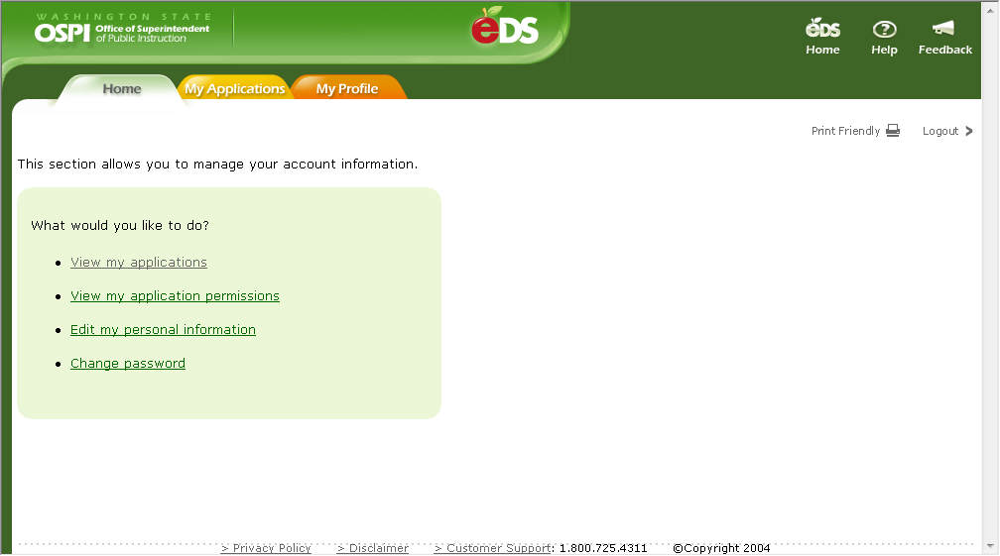 WASHINGTON STATE
OSPI Office of Superintendent
of Public Instruction
eDS
eDS
Home
Help
Feedback
Home
My Applications
My Profile
Print Friendly
Logout
This section allows you to manage your account information.
What would you like to do?
View my applications
View my application permissions
Edit my personal information
Change password
> Privacy Policy > Disclaimer > Customer Support: 1.800.725.4311 ©Copyright 2004